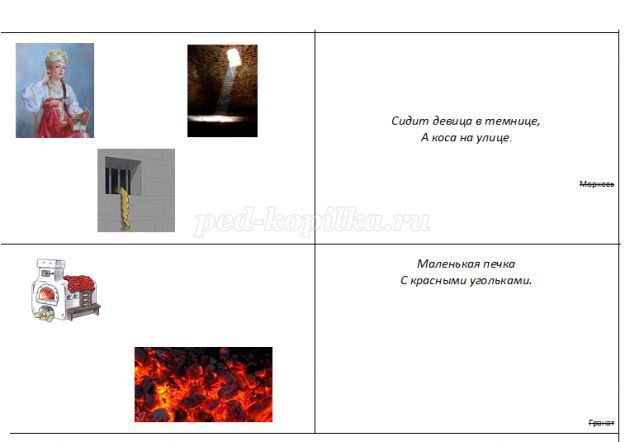 Сидит девица в темнице,
А коса на улице.
Морковь
ped-kopilka.ru
Маленькая печка
С красными угольками.
Гранат